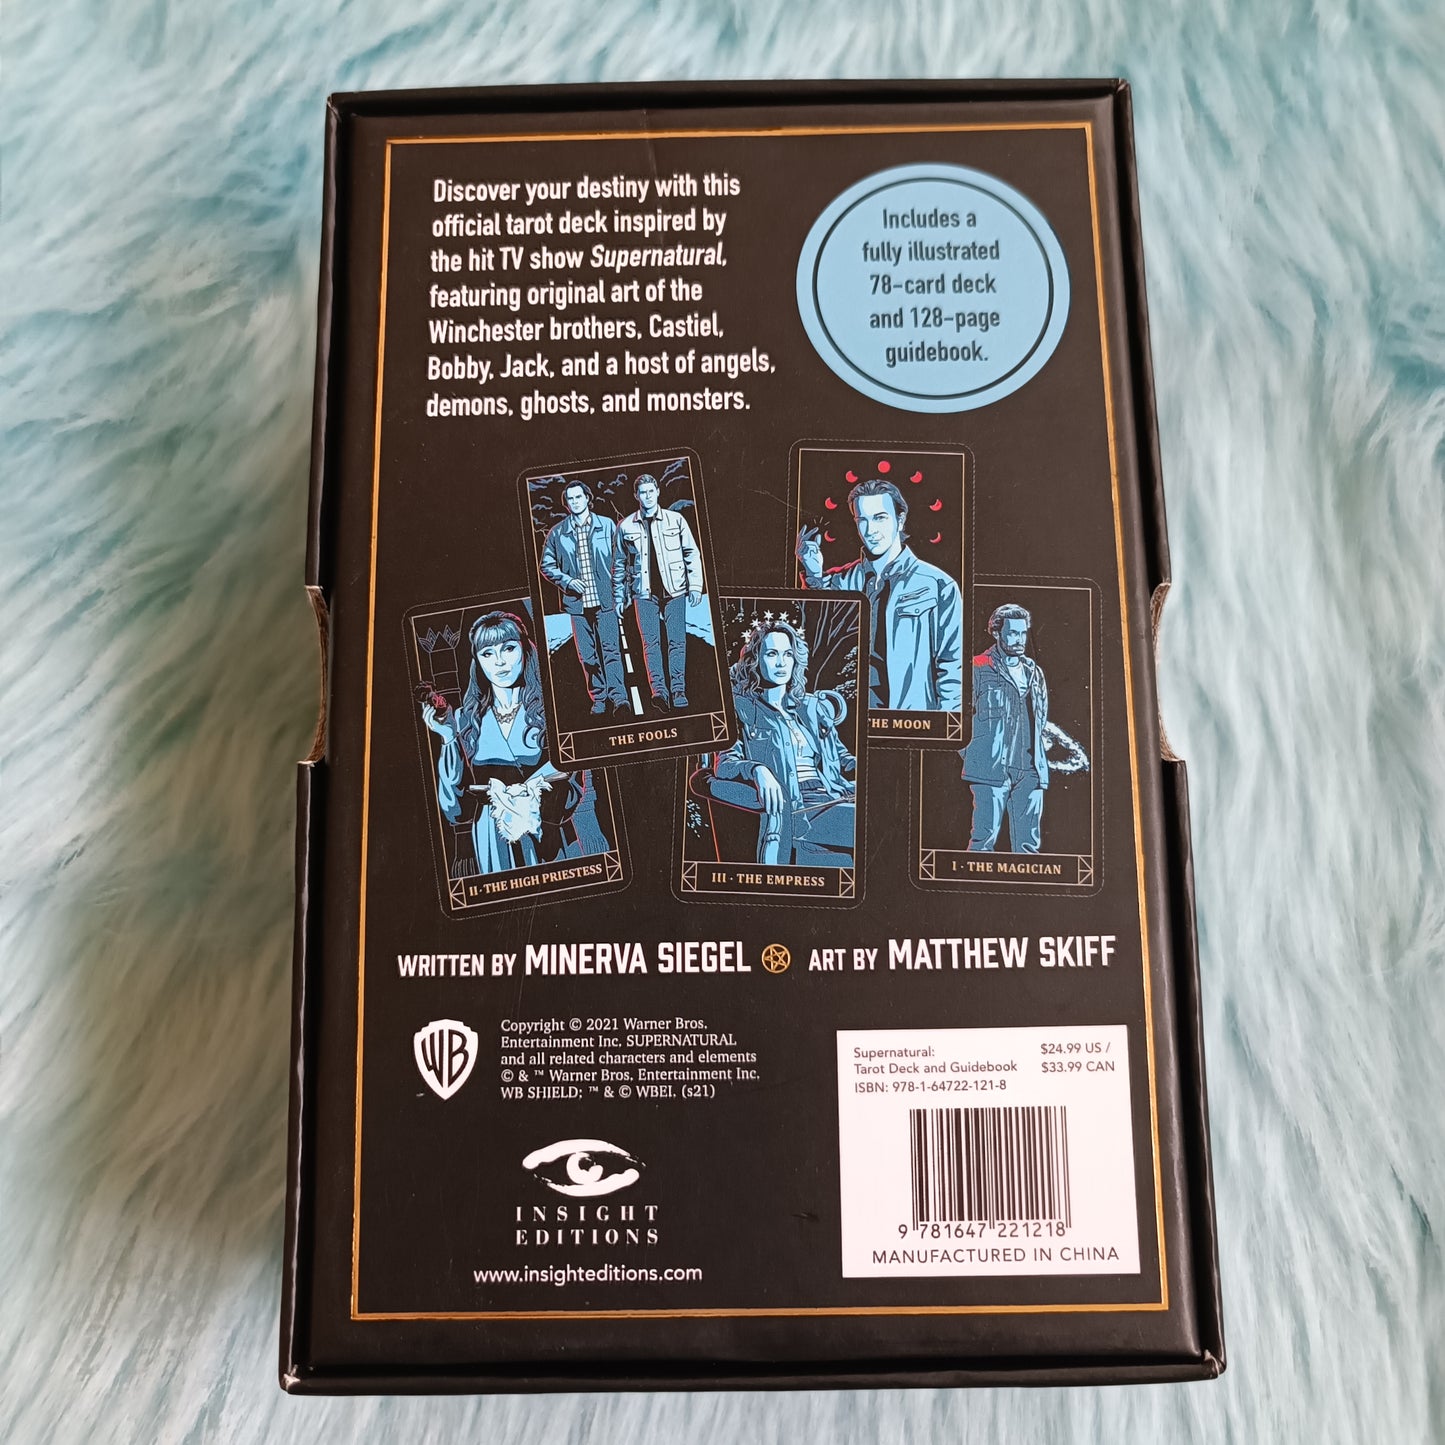 Discover your destiny with this
official tarot deck inspired by
the hit TV show Supernatural,
featuring original art of the
Winchester brothers, Castiel,
Bobby, Jack, and a host of angels,
demons, ghosts, and monsters.
Includes a
fully illustrated
78-card deck
and 128-page
guidebook.
THE FOOLS
THE MOON
II · THE HIGH PRIESTESS
III · THE EMPRESS
I · THE MAGICIAN
WRITTEN BY MINERVA SIEGEL ART BY MATTHEW SKIFF
WB
Copyright © 2021 Warner Bros.
Entertainment Inc. SUPERNATURAL
and all related characters and elements
© & ™ Warner Bros. Entertainment Inc.
WB SHIELD: ™ & © WBEI. (s21)
INSIGHT
EDITIONS
www.insighteditions.com
Supernatural:
Tarot Deck and Guidebook
ISBN: 978-1-64722-121-8
$24.99 US /
$33.99 CAN
9 781647 221218
MANUFACTURED IN CHINA